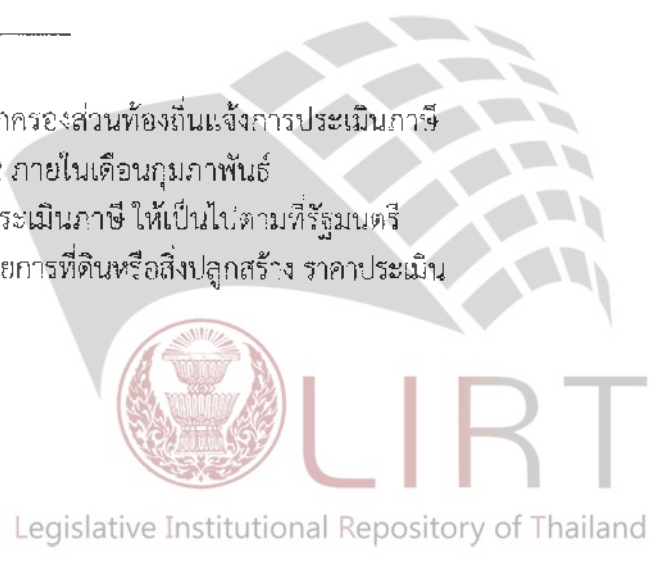 กครองส่วนท้องถิ่นแจ้งการประเมินภาษี
ภายในเดือนกุมภาพันธ์
ระเมินภาษี ให้เป็นไปตามที่รัฐมนตรี
ยการที่ดินหรือสิ่งปลูกสร้าง ราคาประเมิน
LIRT
Legislative Institutional Repository of Thailand